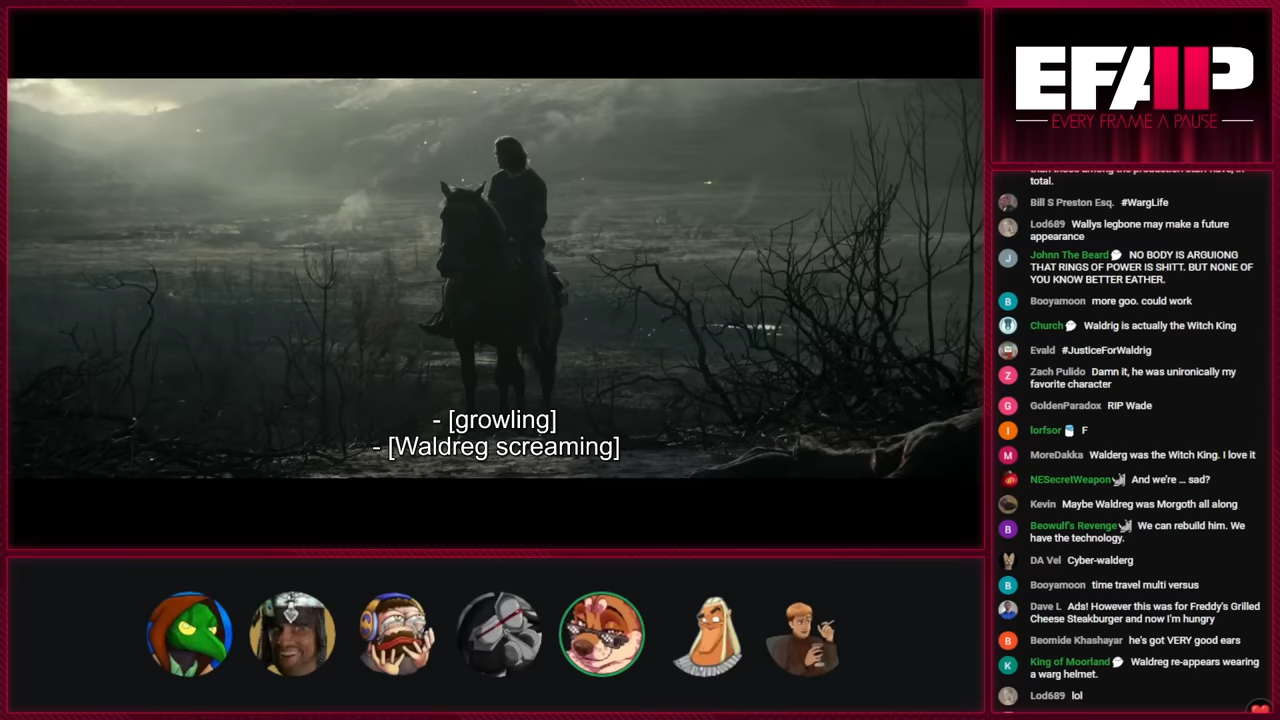 EFAP
EVERY FRAME A PAUSE
- [growling]
- [Waldreg screaming]
total.
Bill S Preston Esq. #WargLife
Lod689 Wallys legbone may make a future
appearance
Johnn The Beard NO BODY IS ARGUIONG
THAT RINGS OF POWER IS SHITT. BUT NONE OF
YOU KNOW BETTER EATHER.
B
Booyamoon more goo. could work
Church Waldrig is actually the Witch King
Evald #JusticeForWaldrig
Z
Zach Pulido Damn it, he was unironically my
favorite character
G
GoldenParadox RIP Wade
I
lorfsor F
M
MoreDakka Walderg was the Witch King. I love it
NESecretWeapon And we're ... sad?
Kevin Maybe Waldreg was Morgoth all along
B
Beowulf's Revenge We can rebuild him. We
have the technology.
DA Vel Cyber-walderg
B
Booyamoon time travel multi versus
Dave L Ads! However this was for Freddy's Grilled
Cheese Steakburger and now I'm hungry
B
Beomide Khashayar he's got VERY good ears
K
King of Moorland Waldreg re-appears wearing
a warg helmet.
Lod689 lol